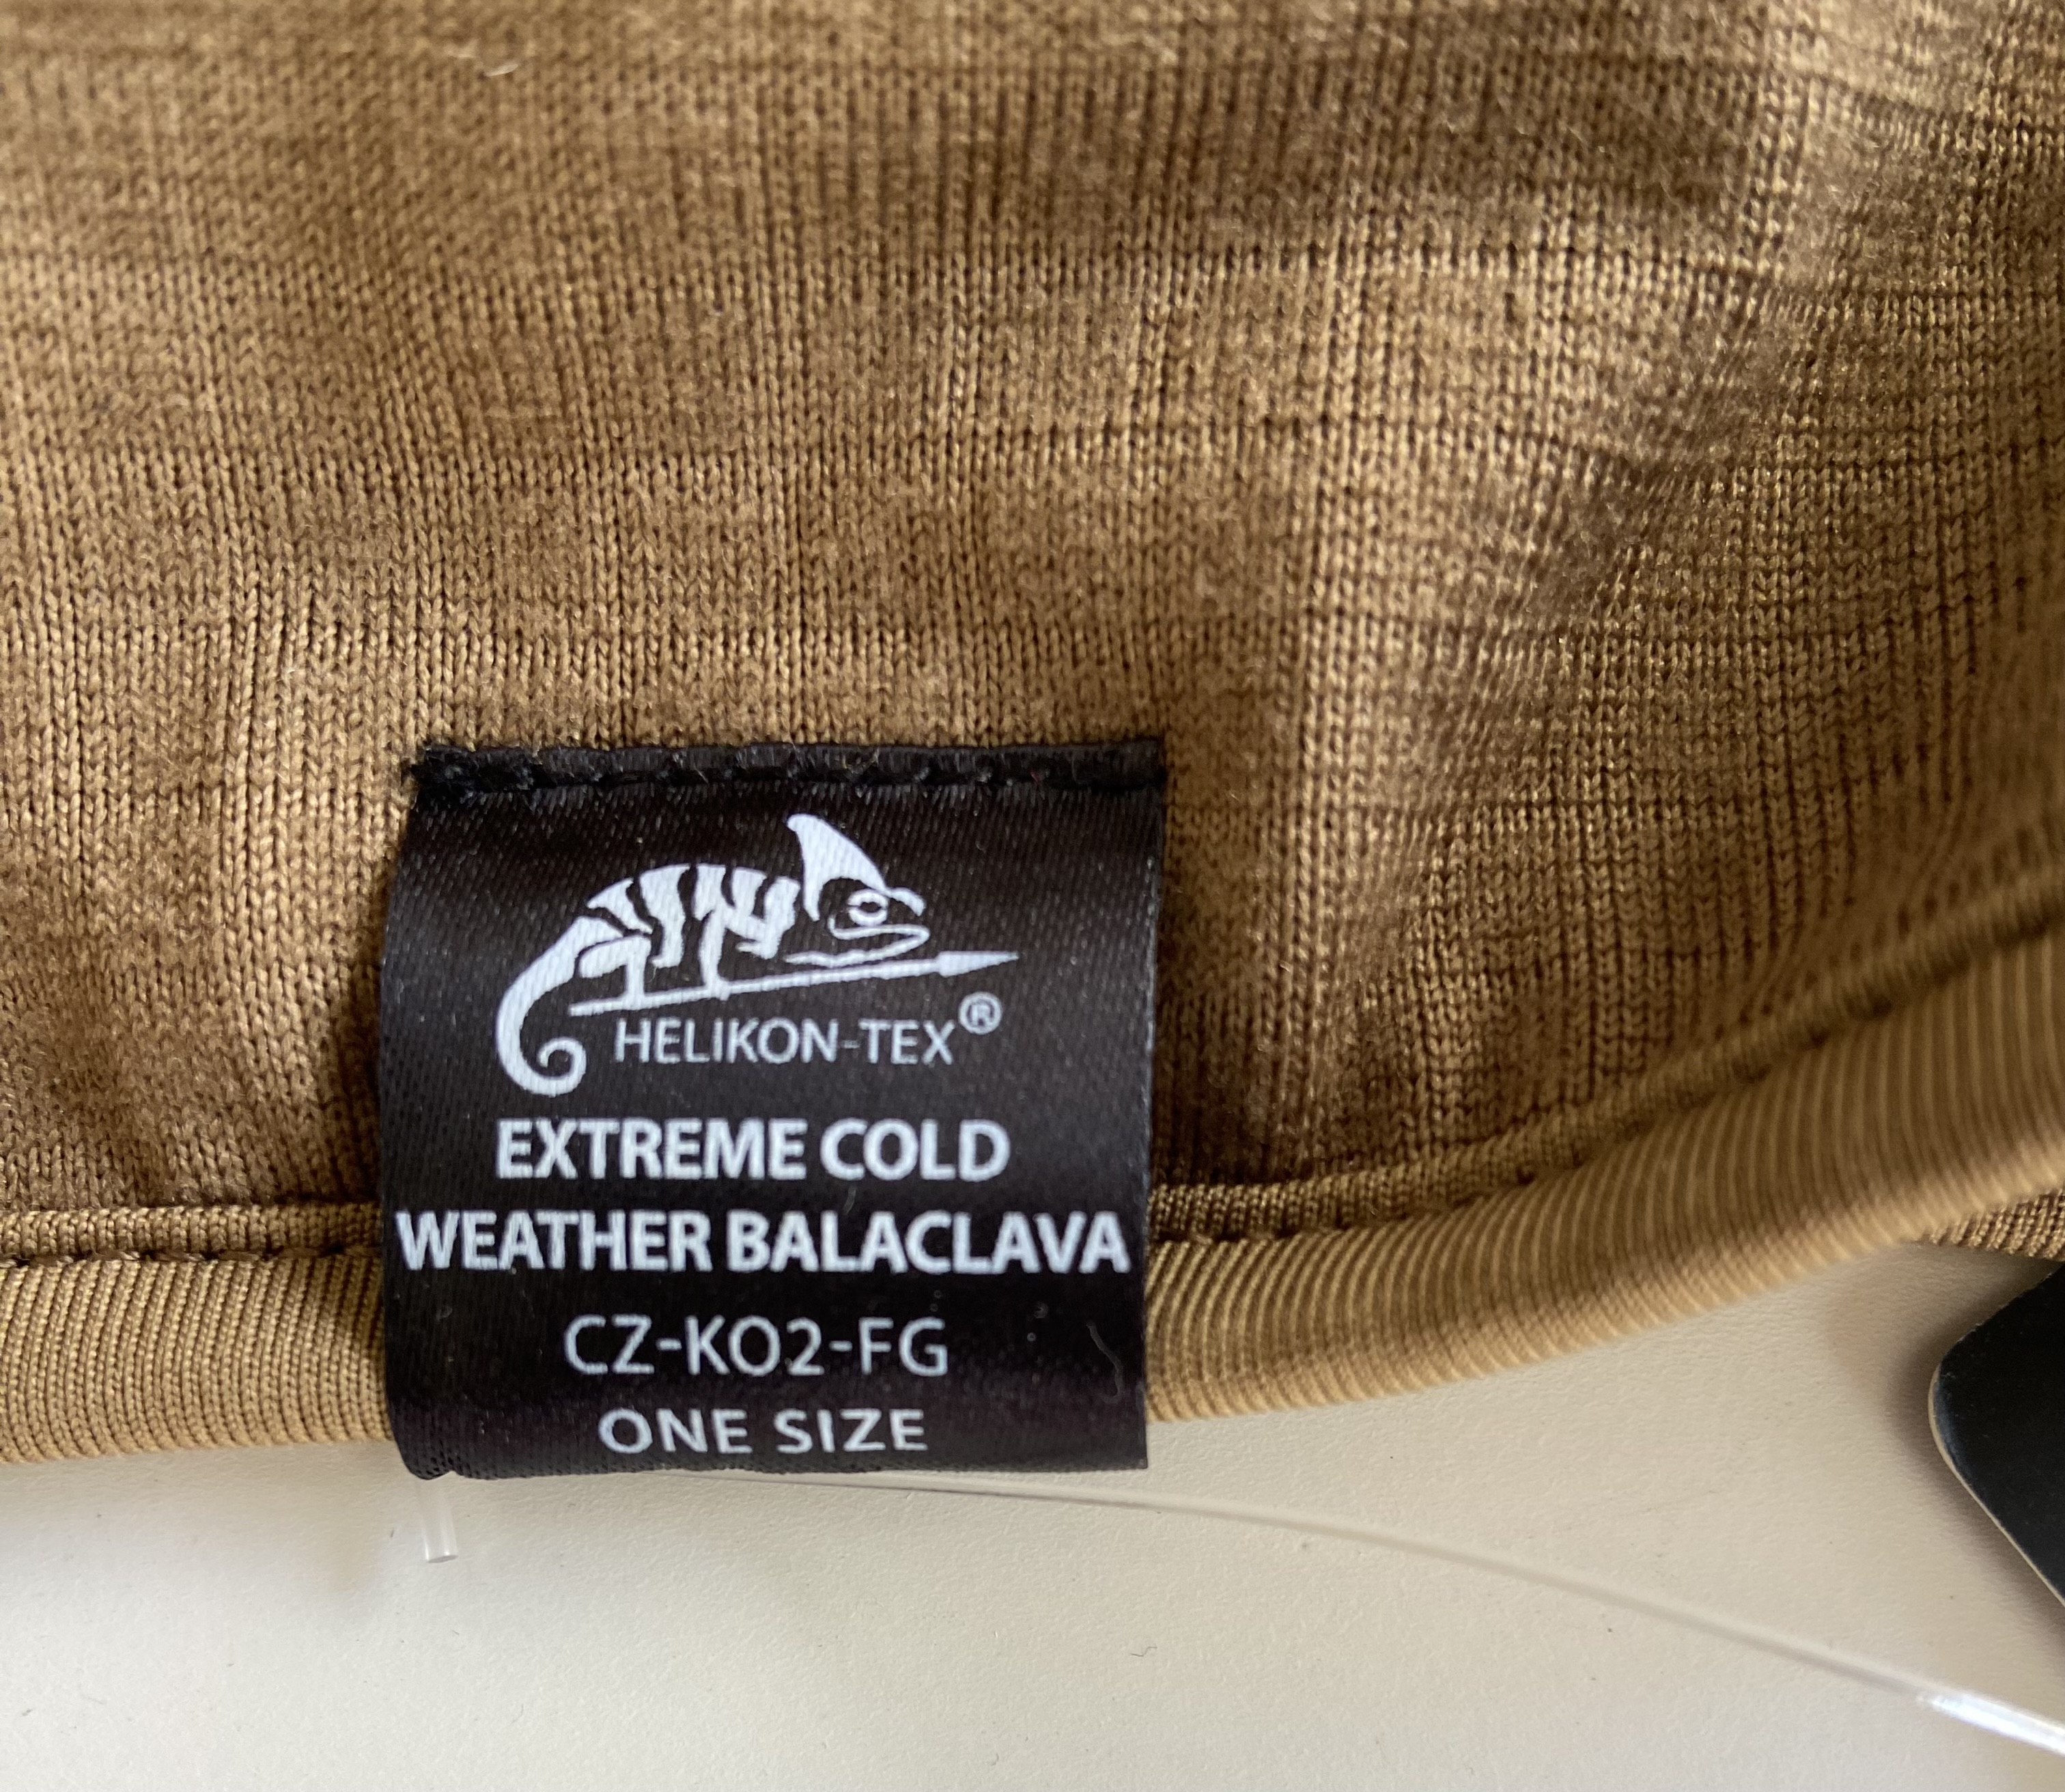 HELIKON-TEX®
EXTREME COLD
WEATHER BALACLAVA
CZ-KO2-FG
ONE SIZE